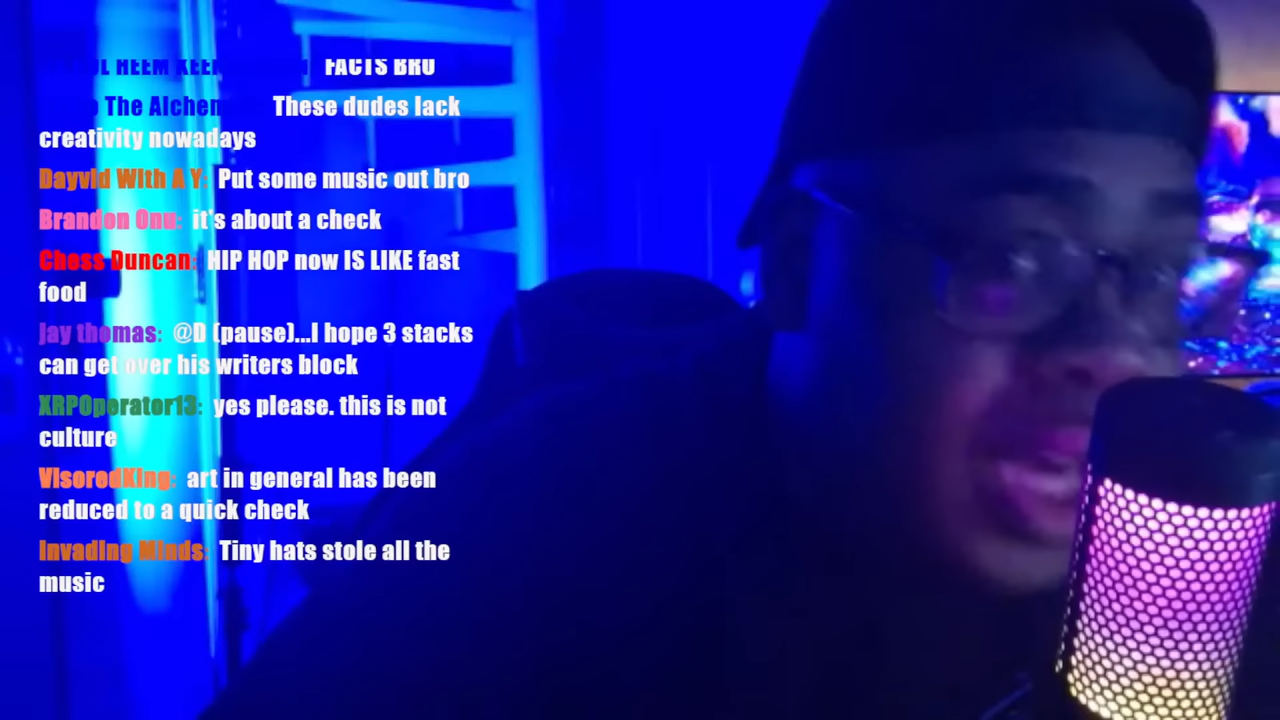 FACTS BRO
The These dudes lack
creativity nowadays
Dayvid With A Y: Put some music out bro
Brandon Onu: it's about a check
Chess Duncan: HIP HOP now IS LIKE fast
food
Jay thomas: @D (pause)...I hope 3 stacks
can get over his writers block
XRPOperator13: yes please. this is not
culture
VisoredKing: art in general has been
reduced to a quick check
Invading Minds: Tiny hats stole all the
music